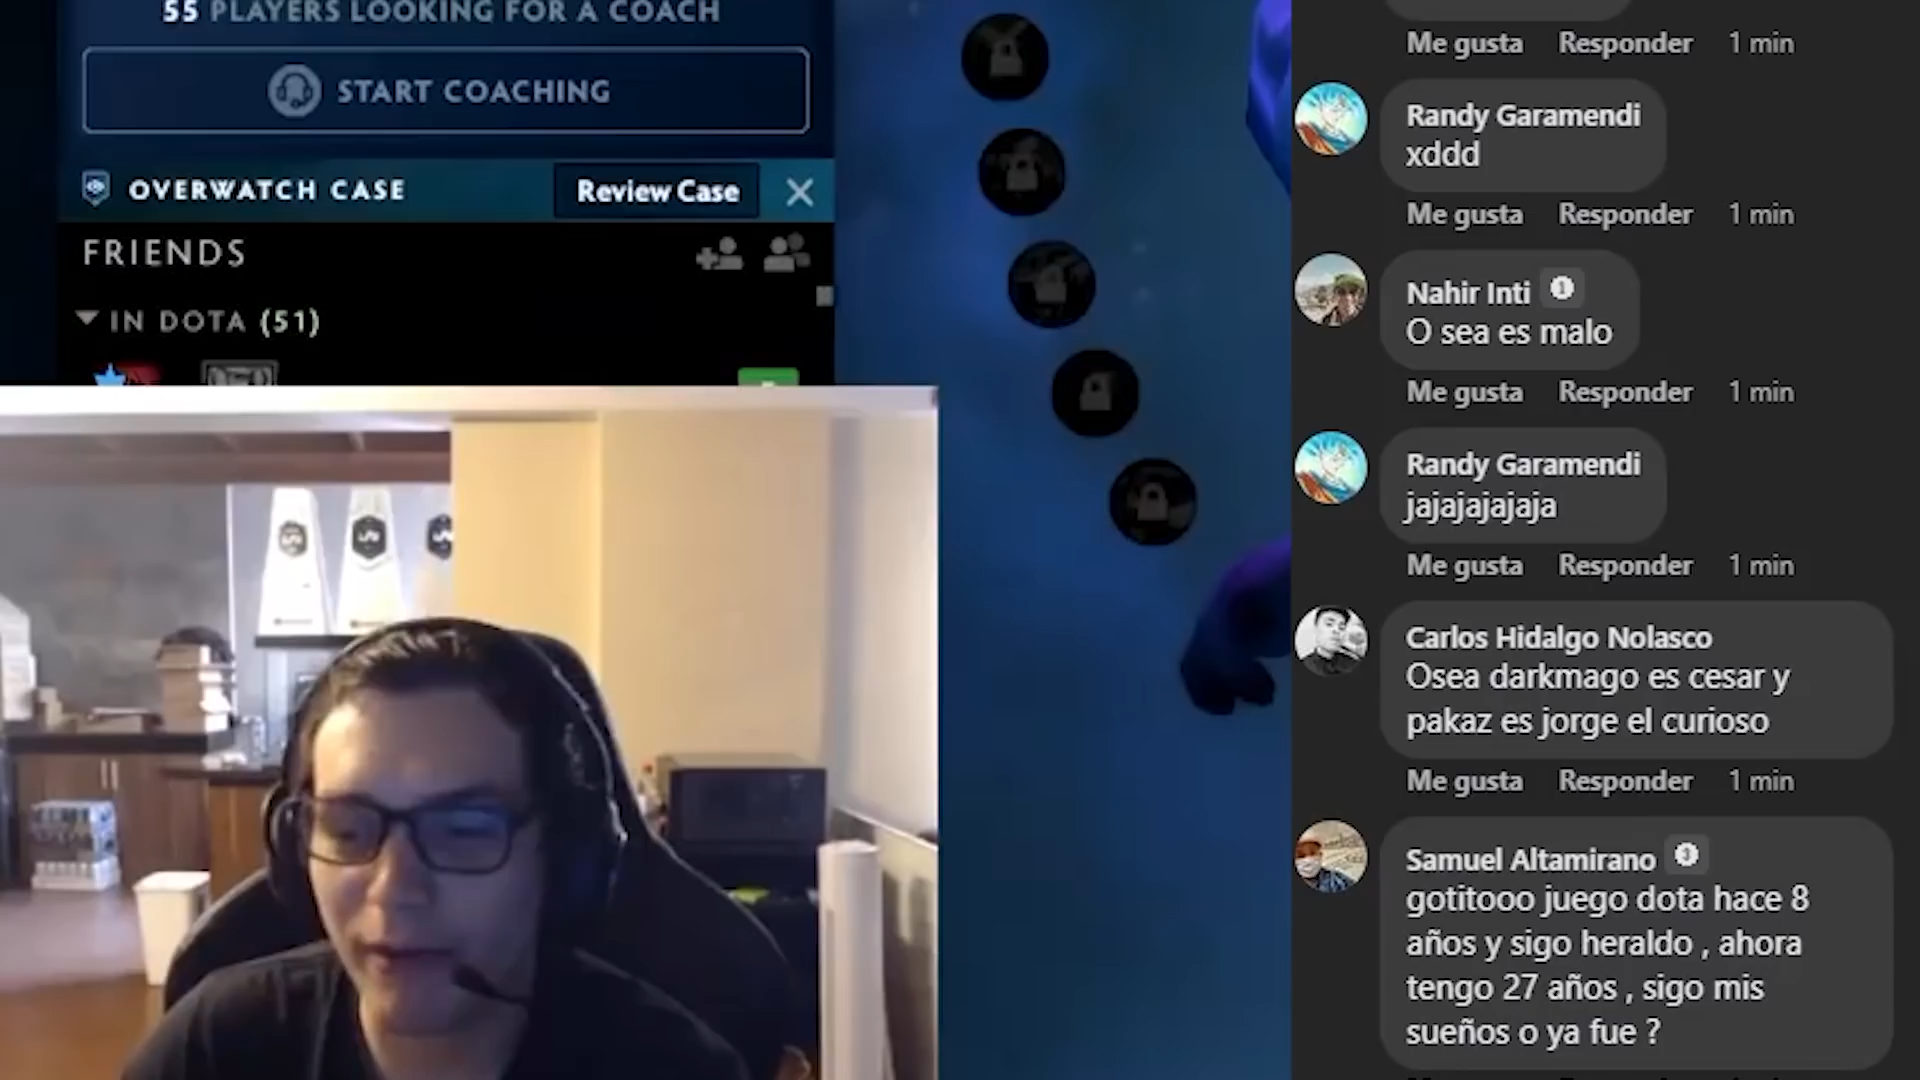 55 PLAYERS LOOKING FOR A COACH
START COACHING
OVERWATCH CASE
Review Case
FRIENDS
IN DOTA (51)
Me gusta Responder 1 min
Randy Garamendi
xddd
Me gusta Responder 1 min
Nahir Inti
O sea es malo
Me gusta Responder 1 min
Randy Garamendi
jajajajajaja
Me gusta Responder 1 min
Carlos Hidalgo Nolasco
Osea darkmago es cesar y
pakaz es jorge el curioso
Me gusta Responder 1 min
Samuel Altamirano
gotitooo juego dota hace 8
años y sigo heraldo , ahora
tengo 27 años , sigo mis
sueños o ya fue ?